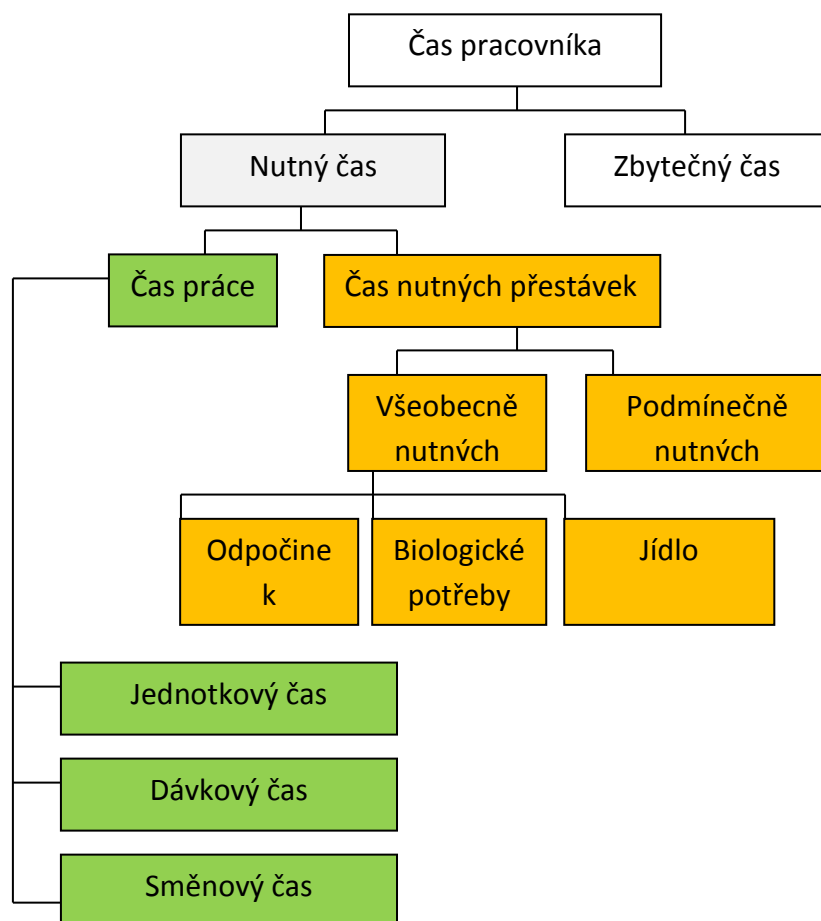 Čas pracovníka
Nutný čas
Zbytečný čas
Čas práce
Čas nutných přestávek
Všeobecně
nutných
Podmínečně
nutných
Odpočine
k
Biologické
potřeby
Jídlo
Jednotkový čas
Dávkový čas
Směnový čas